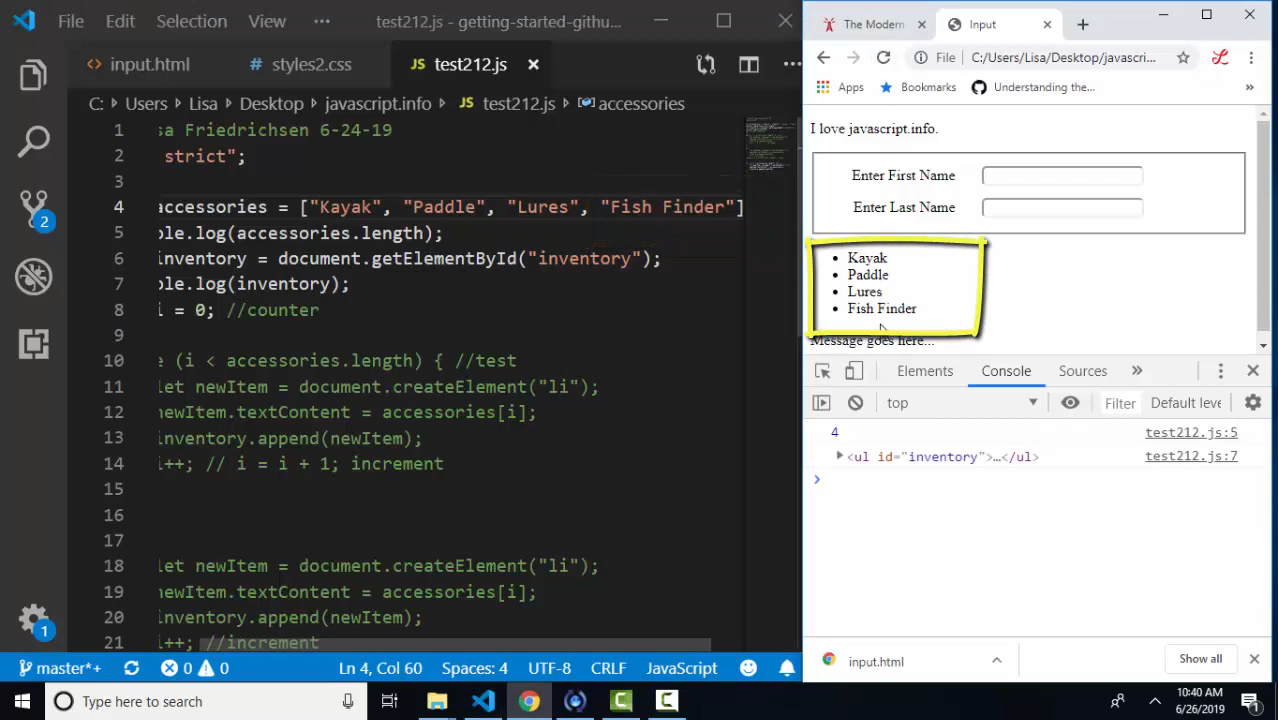 File Edit Selection View ··· test212.js - getting-started-githu...
input.html styles2.css JS test212.js
C: > Users > Lisa > Desktop > javascript.info > JS test212.js > accessories
1 sa Friedrichsen 6-24-19
2 strict";
3
4 accessories = ["Kayak", "Paddle", "Lures", "Fish Finder"]
5 ole.log(accessories.length);
6 inventory = document.getElementById("inventory");
7 ole.log(inventory);
8 i = 0; //counter
9
10 e (i < accessories.length) { //test
11 let newItem = document.createElement("li");
12 newItem.textContent = accessories[i];
13 inventory.append(newItem);
14 i++; // i = i + 1; increment
15
16
17
18 let newItem = document.createElement("li");
19 newItem.textContent = accessories[i];
20 inventory.append(newItem);
21 i++; //increment
2
1
master*+ 0 0 Ln 4, Col 60 Spaces: 4 UTF-8 CRLF JavaScript
The Modern Input
File C:/Users/Lisa/Desktop/javascri...
Apps Bookmarks Understanding the...
I love javascript.info.
Enter First Name
Enter Last Name
Kayak
Paddle
Lures
Fish Finder
Message goes here...
Elements Console Sources
top Filter Default leve
4 test212.js:5
<ul id="inventory">…</ul> test212.js:7
input.html Show all
Type here to search
10:40 AM
6/26/2019
1